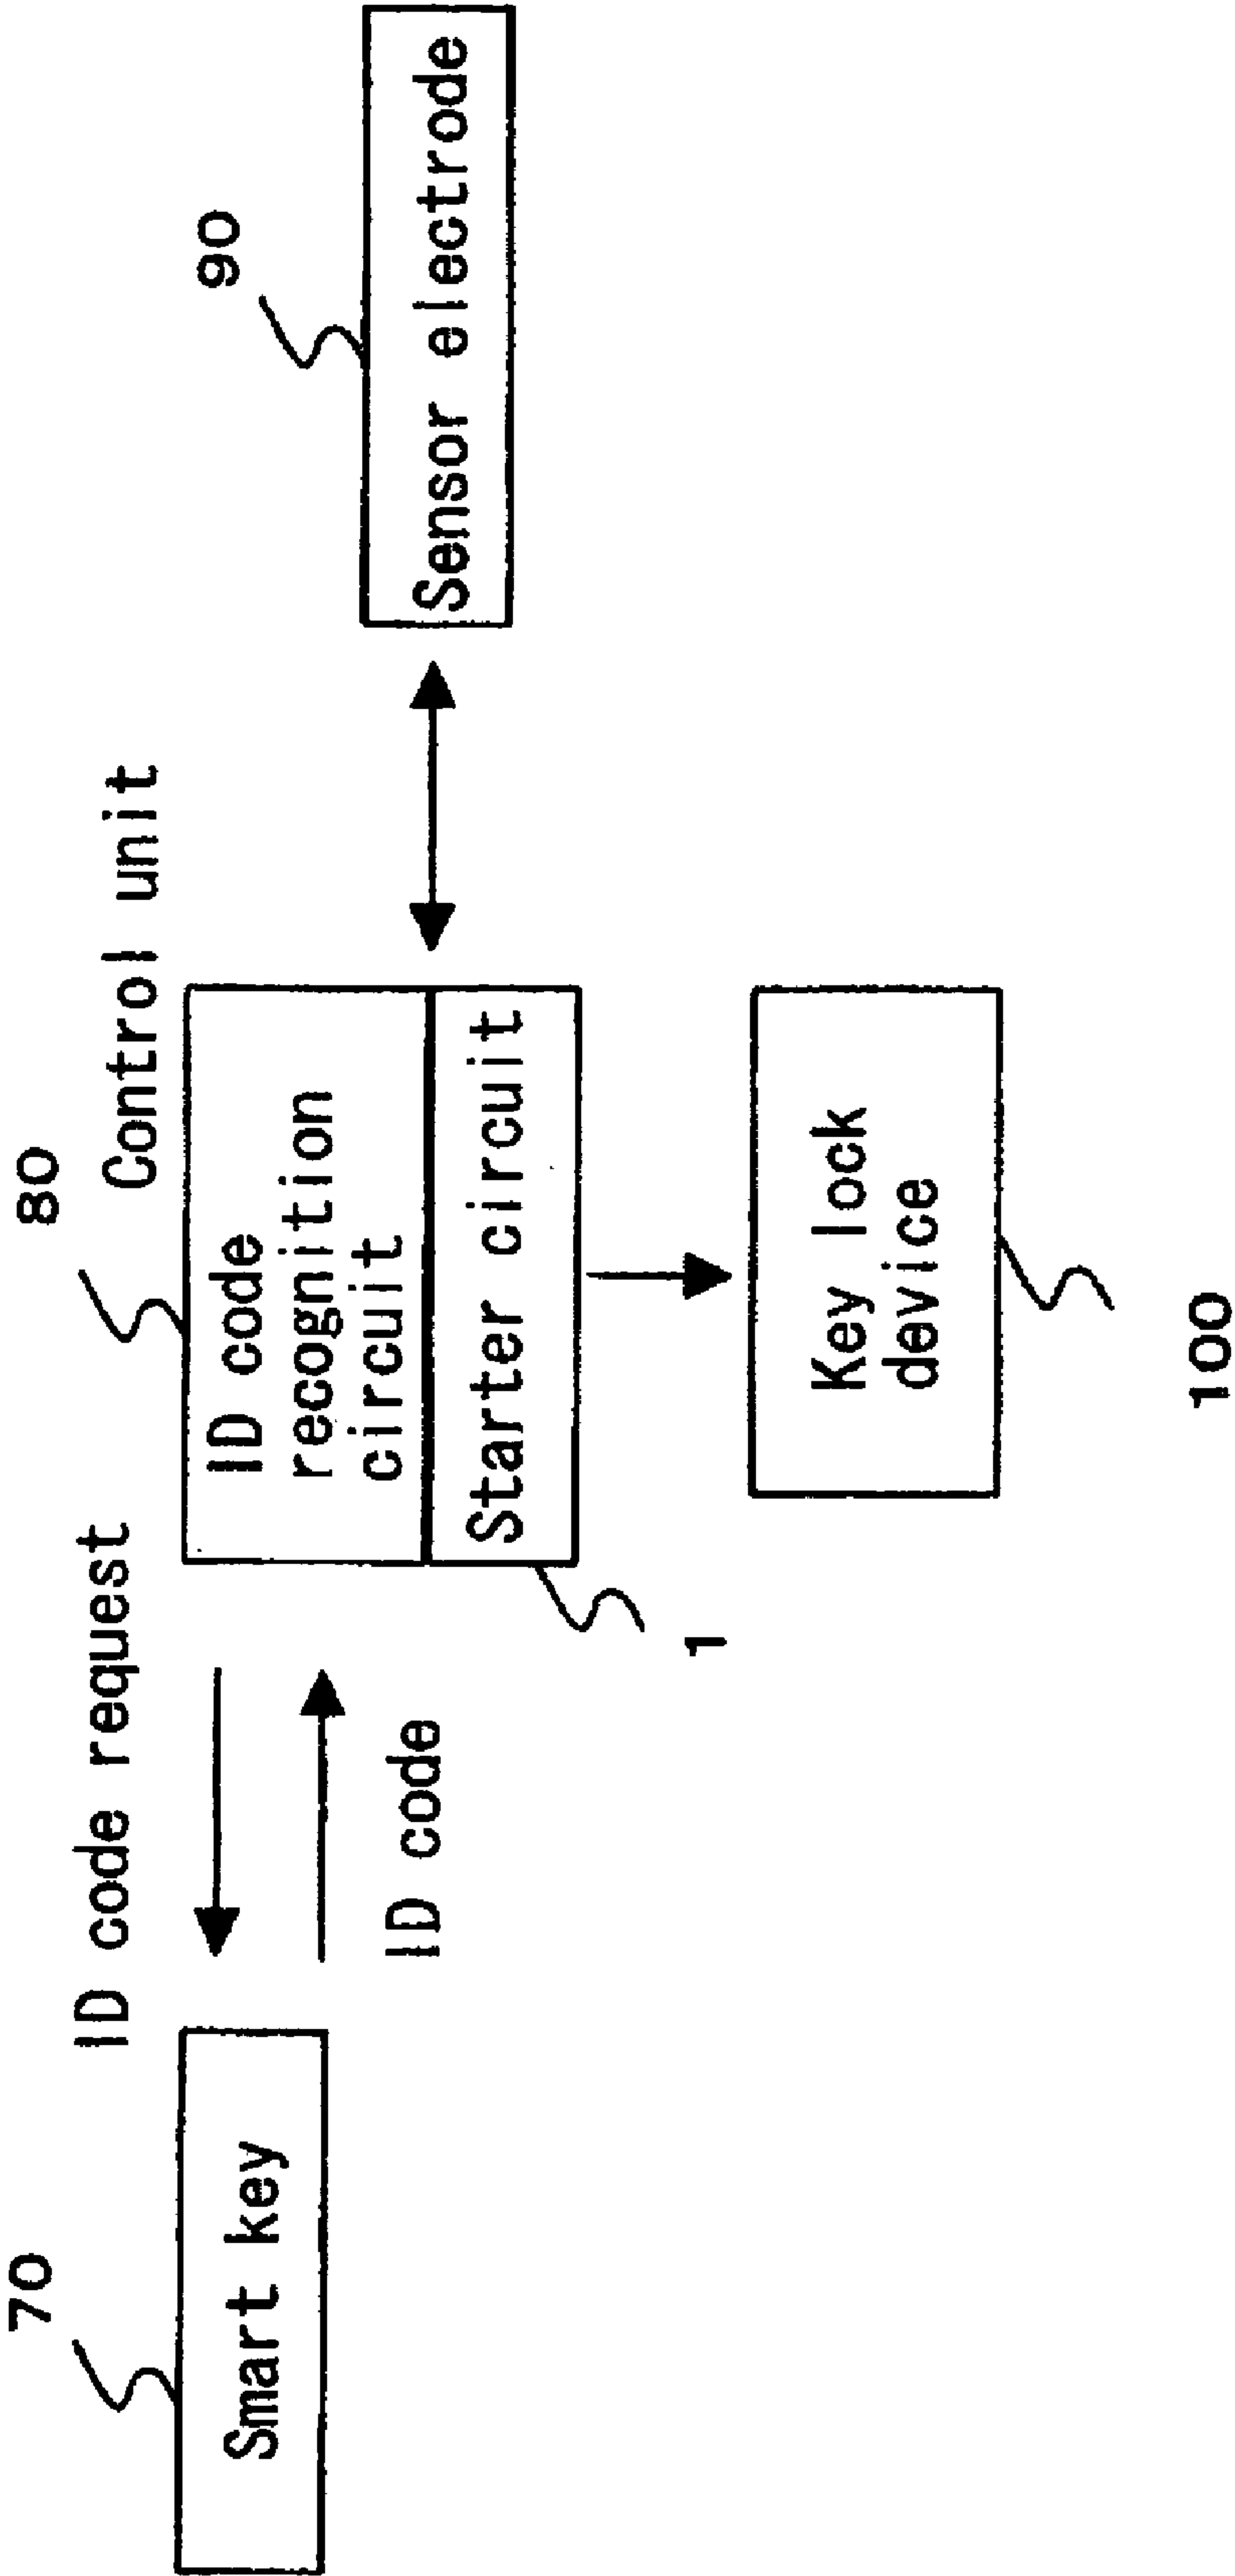 70
Smart key
ID code request
ID code
80
Control unit
ID code
recognition
circuit
Starter circuit
1
Key lock
device
100
90
Sensor electrode